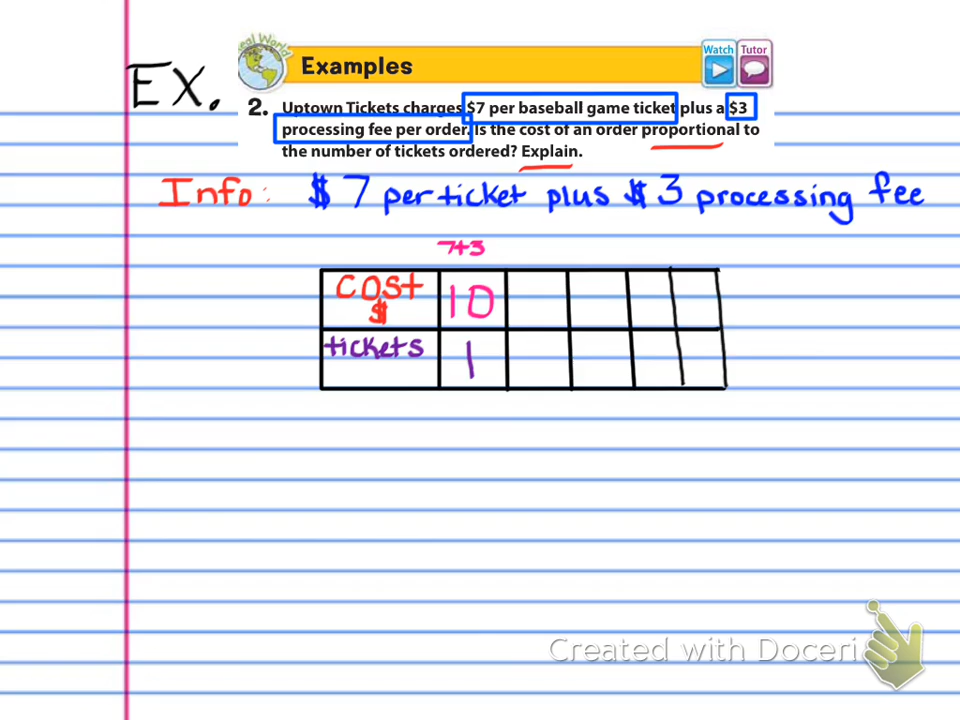 EX.
Real World
Examples
Watch
Tutor
2. Uptown Tickets charges $7 per baseball game ticket plus a $3
processing fee per order. Is the cost of an order proportional to
the number of tickets ordered? Explain.
Info: $7 per ticket plus $3 processing fee
7+3
cost $ 10
tickets 1
Created with Doceri